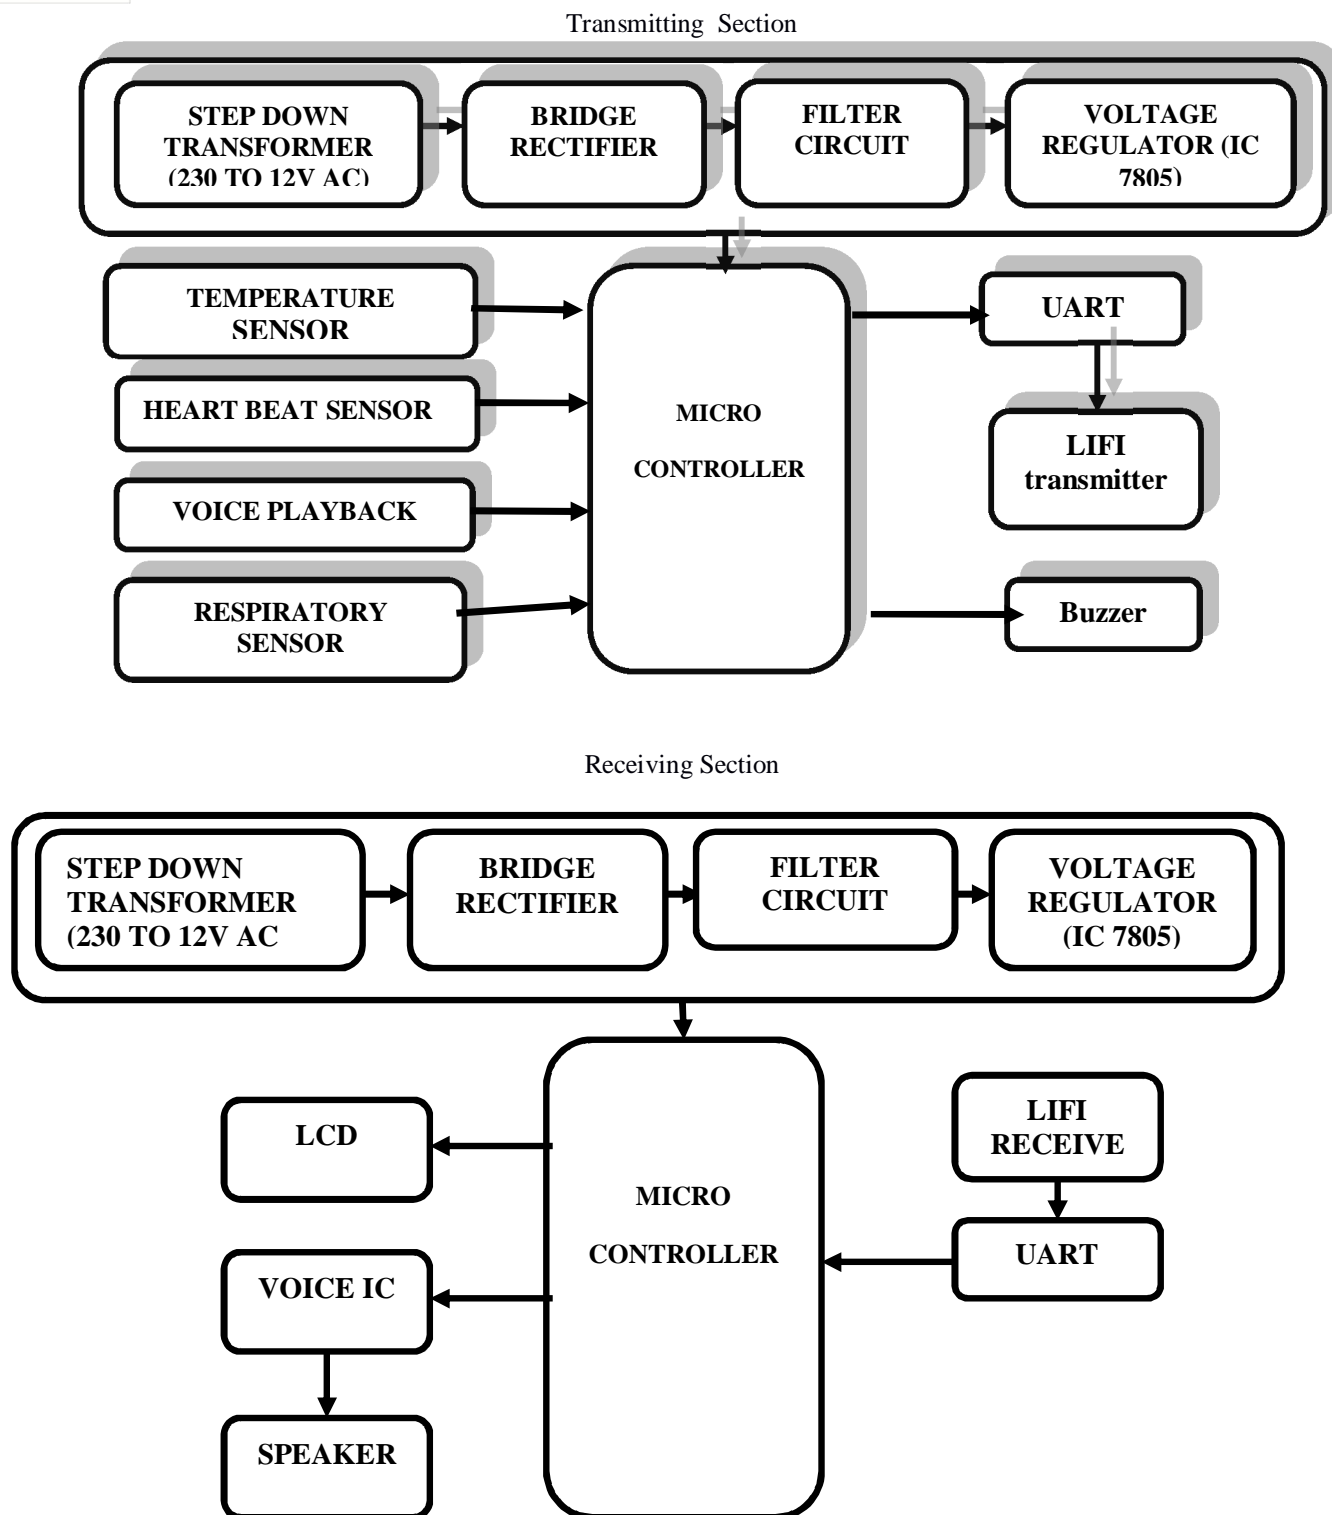 Transmitting Section
STEP DOWN
TRANSFORMER
(230 TO 12V AC)
BRIDGE
RECTIFIER
FILTER
CIRCUIT
VOLTAGE
REGULATOR (IC
7805)
TEMPERATURE
SENSOR
HEART BEAT SENSOR
VOICE PLAYBACK
RESPIRATORY
SENSOR
MICRO
CONTROLLER
UART
LIFI
transmitter
Buzzer
Receiving Section
STEP DOWN
TRANSFORMER
(230 TO 12V AC
BRIDGE
RECTIFIER
FILTER
CIRCUIT
VOLTAGE
REGULATOR
(IC 7805)
LCD
VOICE IC
SPEAKER
MICRO
CONTROLLER
LIFI
RECEIVE
UART